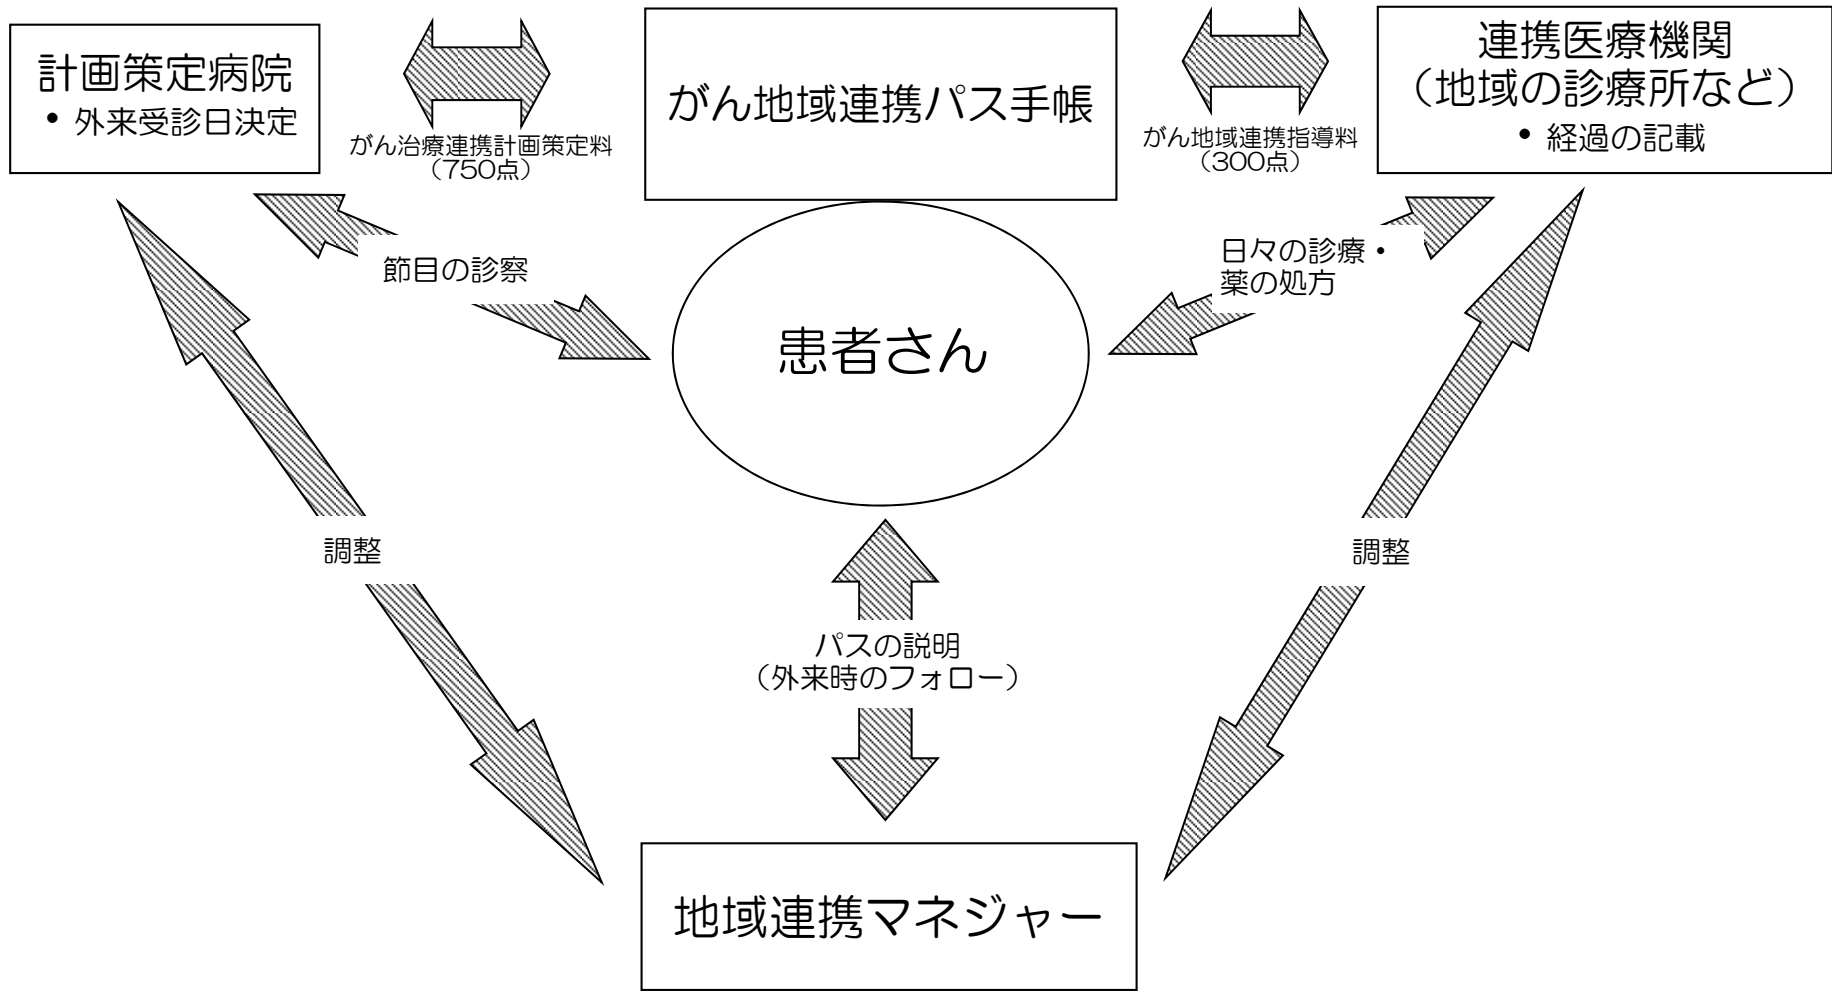 計画策定病院
• 外来受診日決定
がん治療連携計画策定料
（750点）
がん地域連携パス手帳
がん地域連携指導料
（300点）
連携医療機関
（地域の診療所など）
• 経過の記載
節目の診察
日々の診療・
薬の処方
患者さん
調整
調整
パスの説明
（外来時のフォロー）
地域連携マネジャー